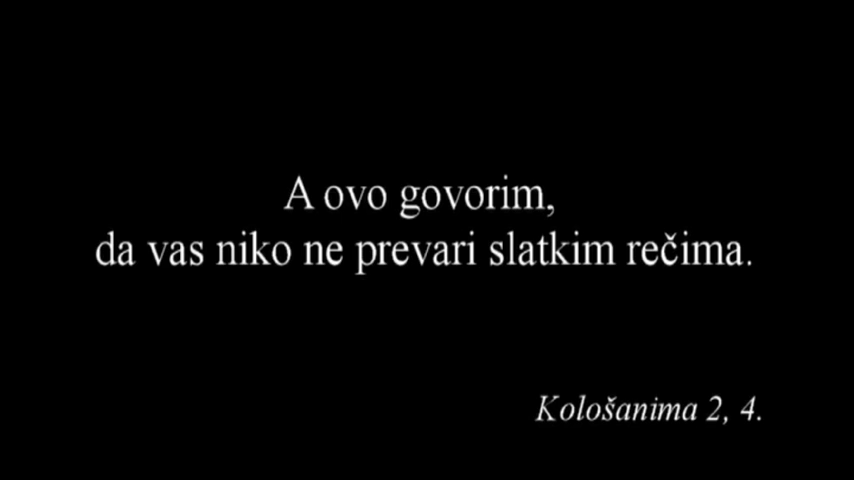 A ovo govorim,
da vas niko ne prevari slatkim rečima.
Kološanima 2, 4.